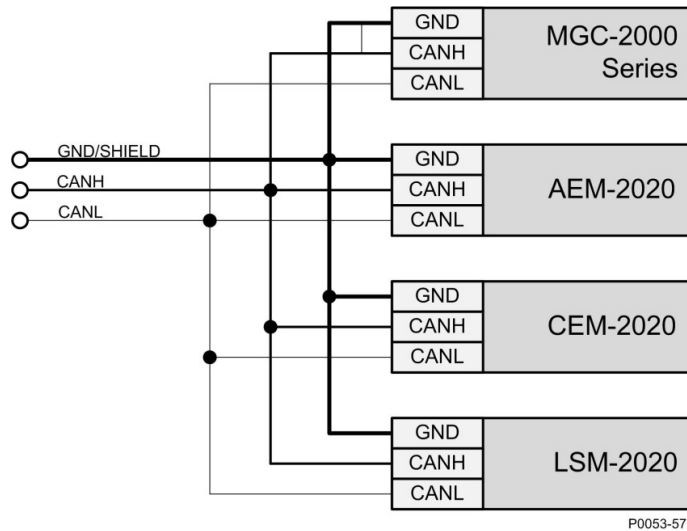 GND
CANH
CANL
MGC-2000
Series
GND/SHIELD
CANH
CANL
GND
CANH
CANL
AEM-2020
GND
CANH
CANL
CEM-2020
GND
CANH
CANL
LSM-2020
P0053-57